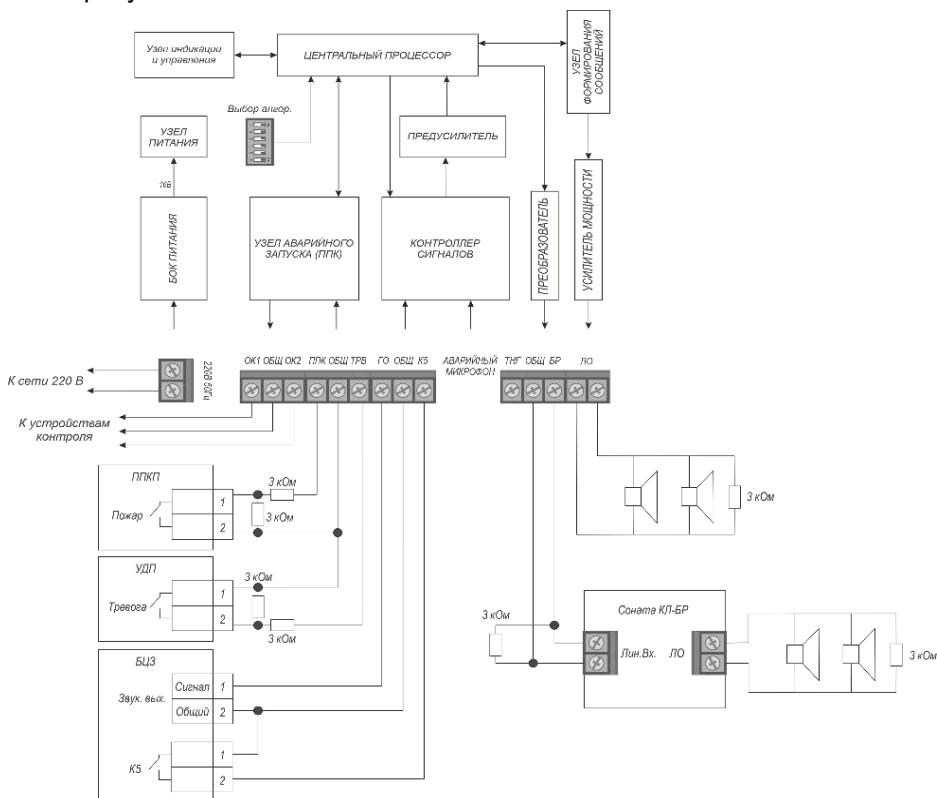 Узел индикации
и управления
ЦЕНТРАЛЬНЫЙ ПРОЦЕССОР
УЗЕЛ
ФОРМИРОВАНИЯ
СООБЩЕНИЙ
Выбор алгор.
УЗЕЛ
ПИТАНИЯ
ПРЕДУСИЛИТЕЛЬ
БОК ПИТАНИЯ
УЗЕЛ АВАРИЙНОГО
ЗАПУСКА (ППК)
КОНТРОЛЛЕР
СИГНАЛОВ
ПРЕОБРАЗОВАТЕЛЬ
УСИЛИТЕЛЬ МОЩНОСТИ
К сети 220 В
220В 50Гц
ОК1 ОБЩ ОК2 ППК ОБЩ ТРВ ГО ОБЩ К5
АВАРИЙНЫЙ
МИКРОФОН
ТНГ ОБЩ БР ЛО
К устройствам
контроля
ППКП
Пожар
1
2
3 кОм
3 кОм
3 кОм
УДП
Тревога
1
2
3 кОм
3 кОм
БЦЗ
Звук. вых.
Сигнал 1
Общий 2
К5
1
2
3 кОм
Соната КЛ-БР
Лин.Вх. ЛО
3 кОм